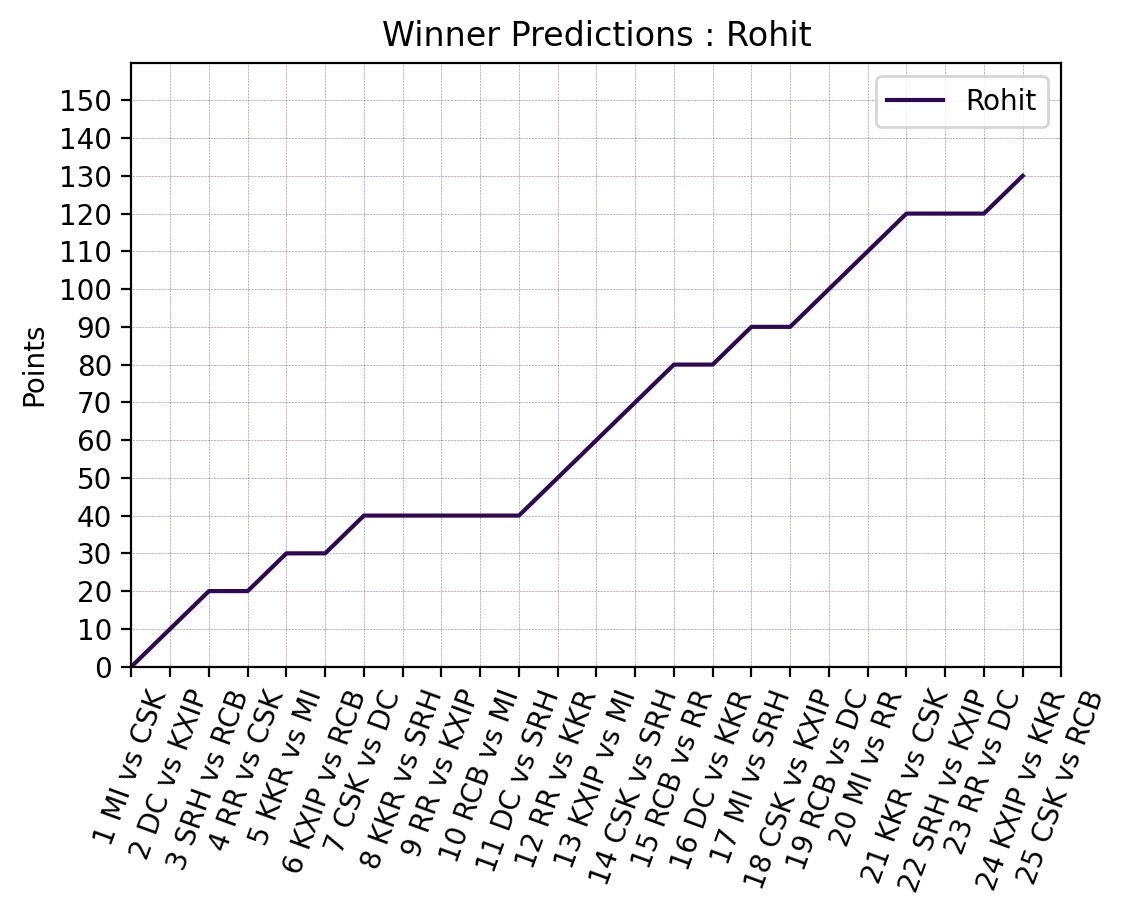 Winner Predictions : Rohit
Rohit
Points
150
140
130
120
110
100
90
80
70
60
50
40
30
20
10
0
1 MI vs CSK
2 DC vs KXIP
3 SRH vs RCB
4 RR vs CSK
5 KKR vs MI
6 KXIP vs RCB
7 CSK vs DC
8 KKR vs SRH
9 RR vs KXIP
10 RCB vs MI
11 DC vs SRH
12 RR vs KKR
13 KXIP vs MI
14 CSK vs SRH
15 RCB vs RR
16 DC vs KKR
17 MI vs SRH
18 CSK vs KXIP
19 RCB vs DC
20 MI vs RR
21 KKR vs CSK
22 SRH vs KXIP
23 RR vs DC
24 KXIP vs KKR
25 CSK vs RCB